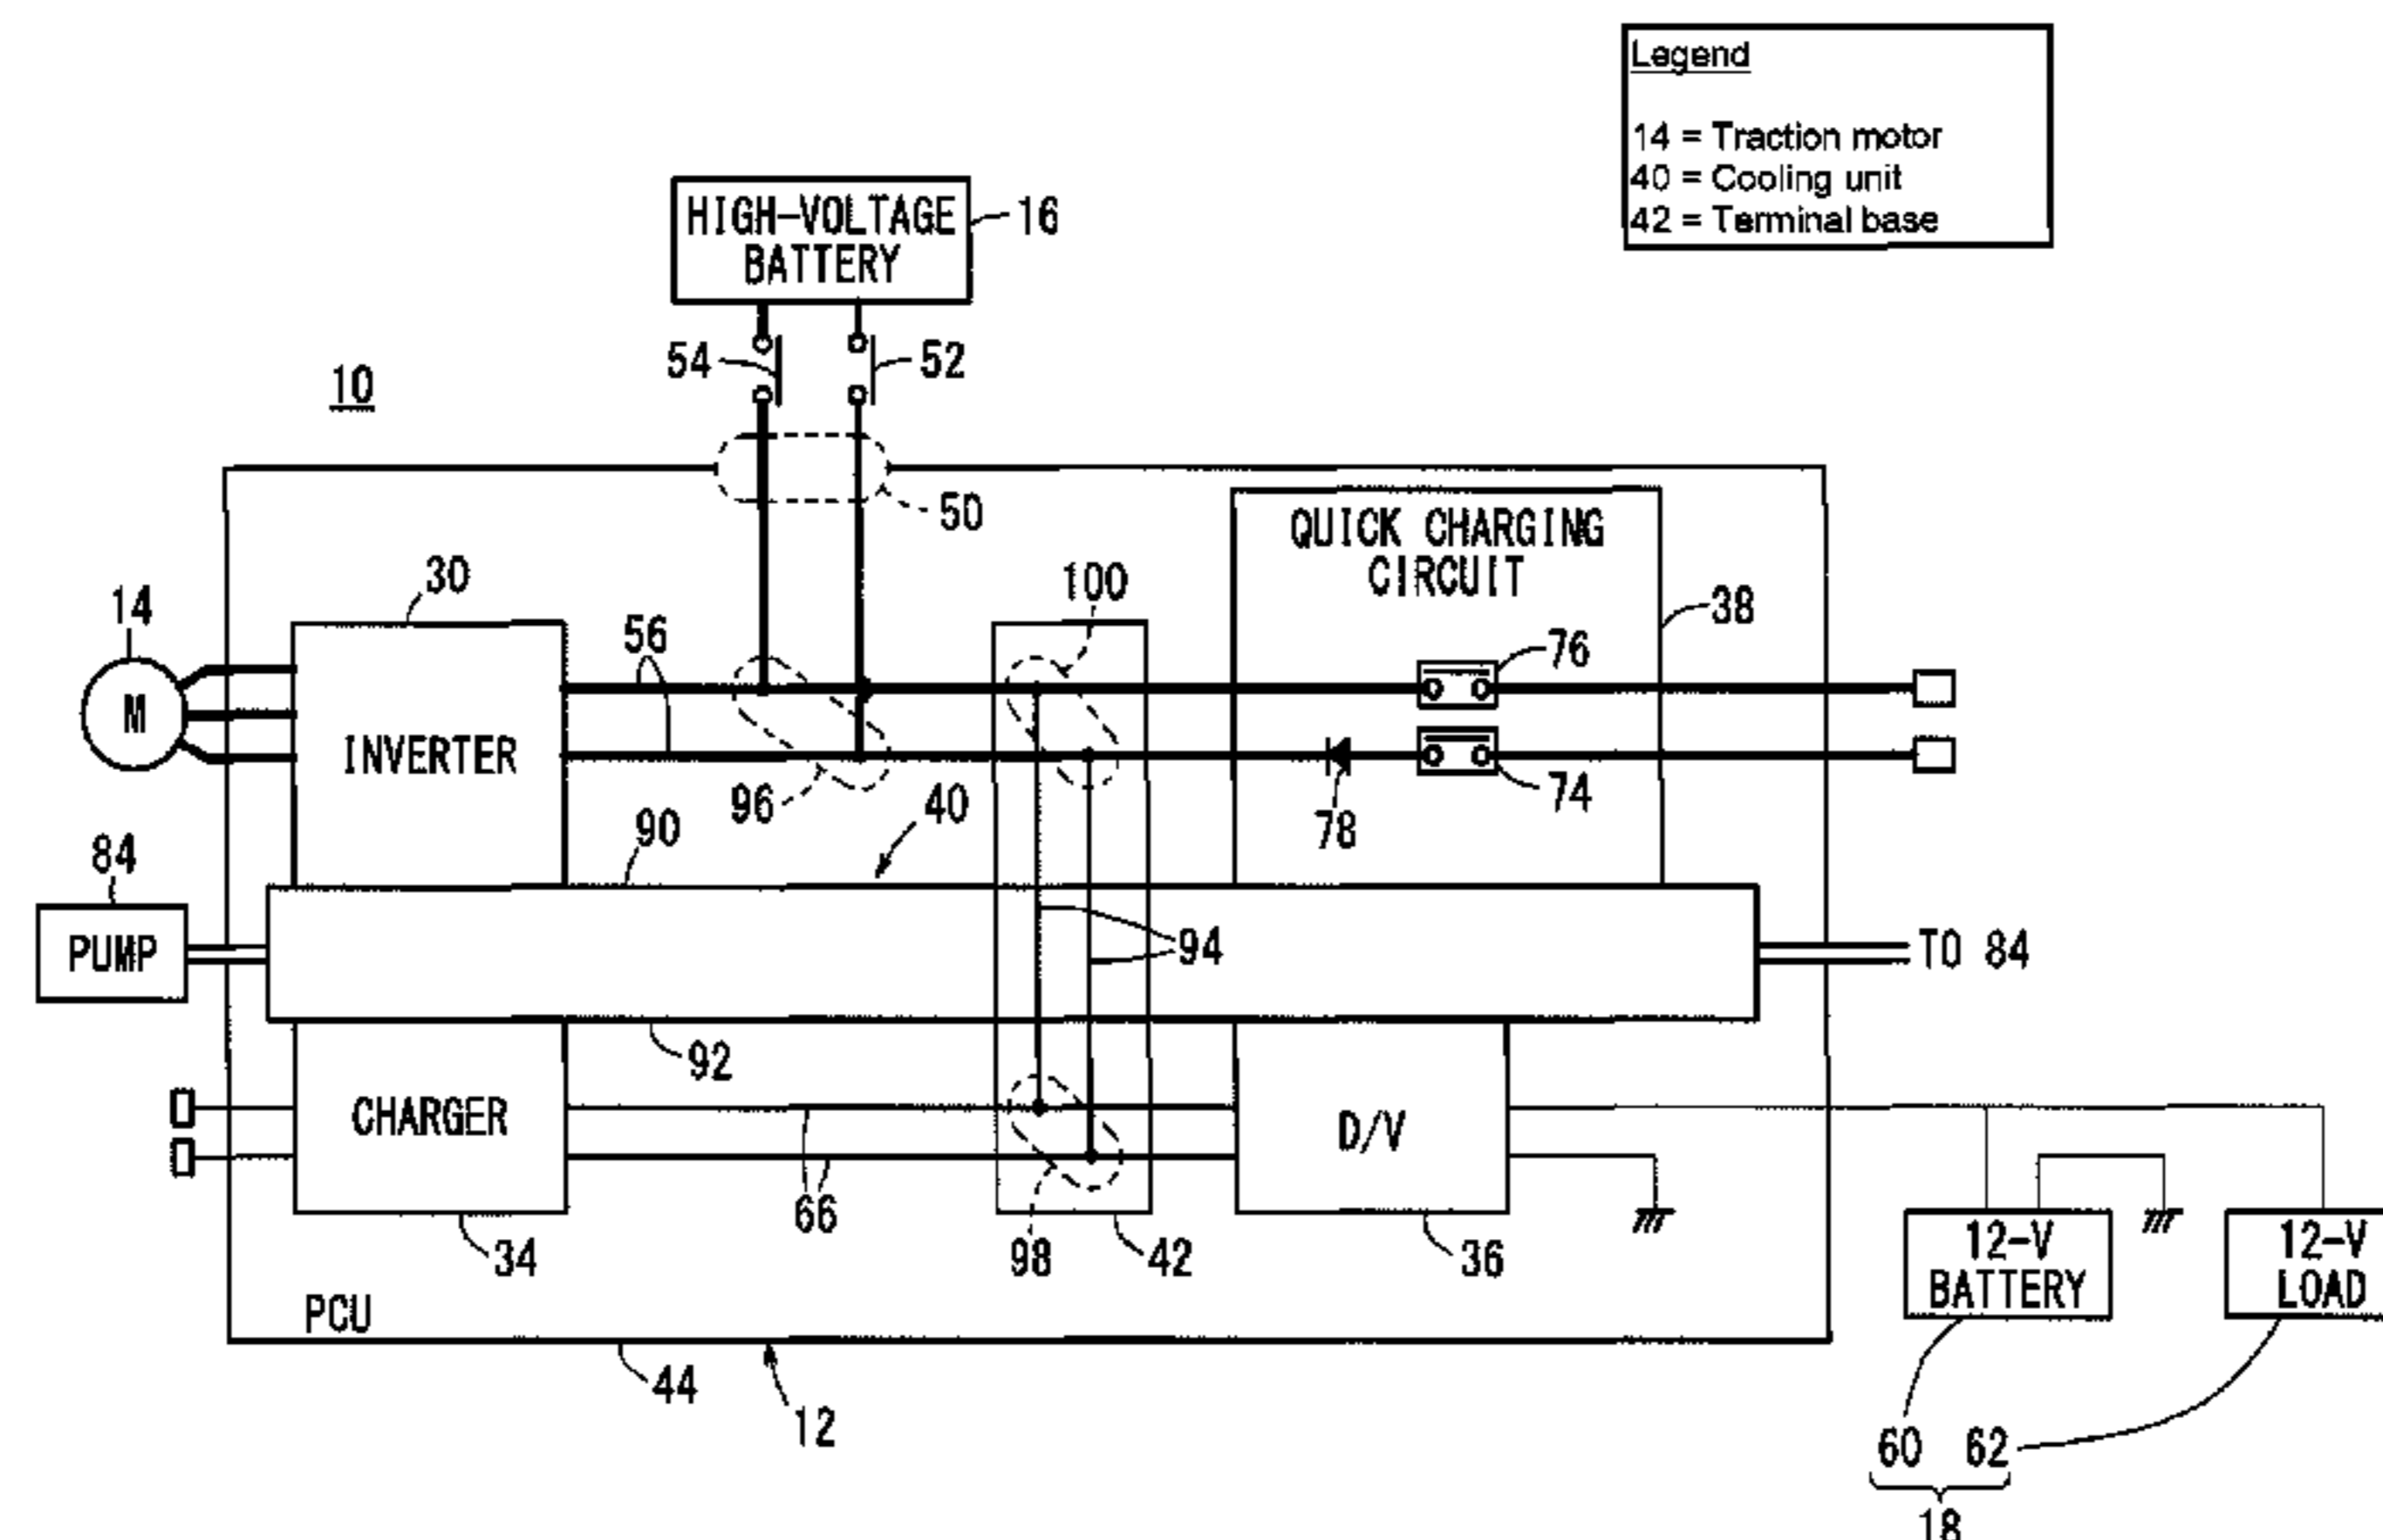 Legend
14 = Traction motor
40 = Cooling unit
42 = Terminal base
HIGH-VOLTAGE
BATTERY
16
54
52
10
50
QUICK CHARGING
CIRCUIT
38
100
30
14
56
76
M
INVERTER
96
40
78
74
90
84
PUMP
94
TO 84
92
CHARGER
D/V
66
34
98
42
36
12-V
BATTERY
12-V
LOAD
PCU
44
12
60
62
18